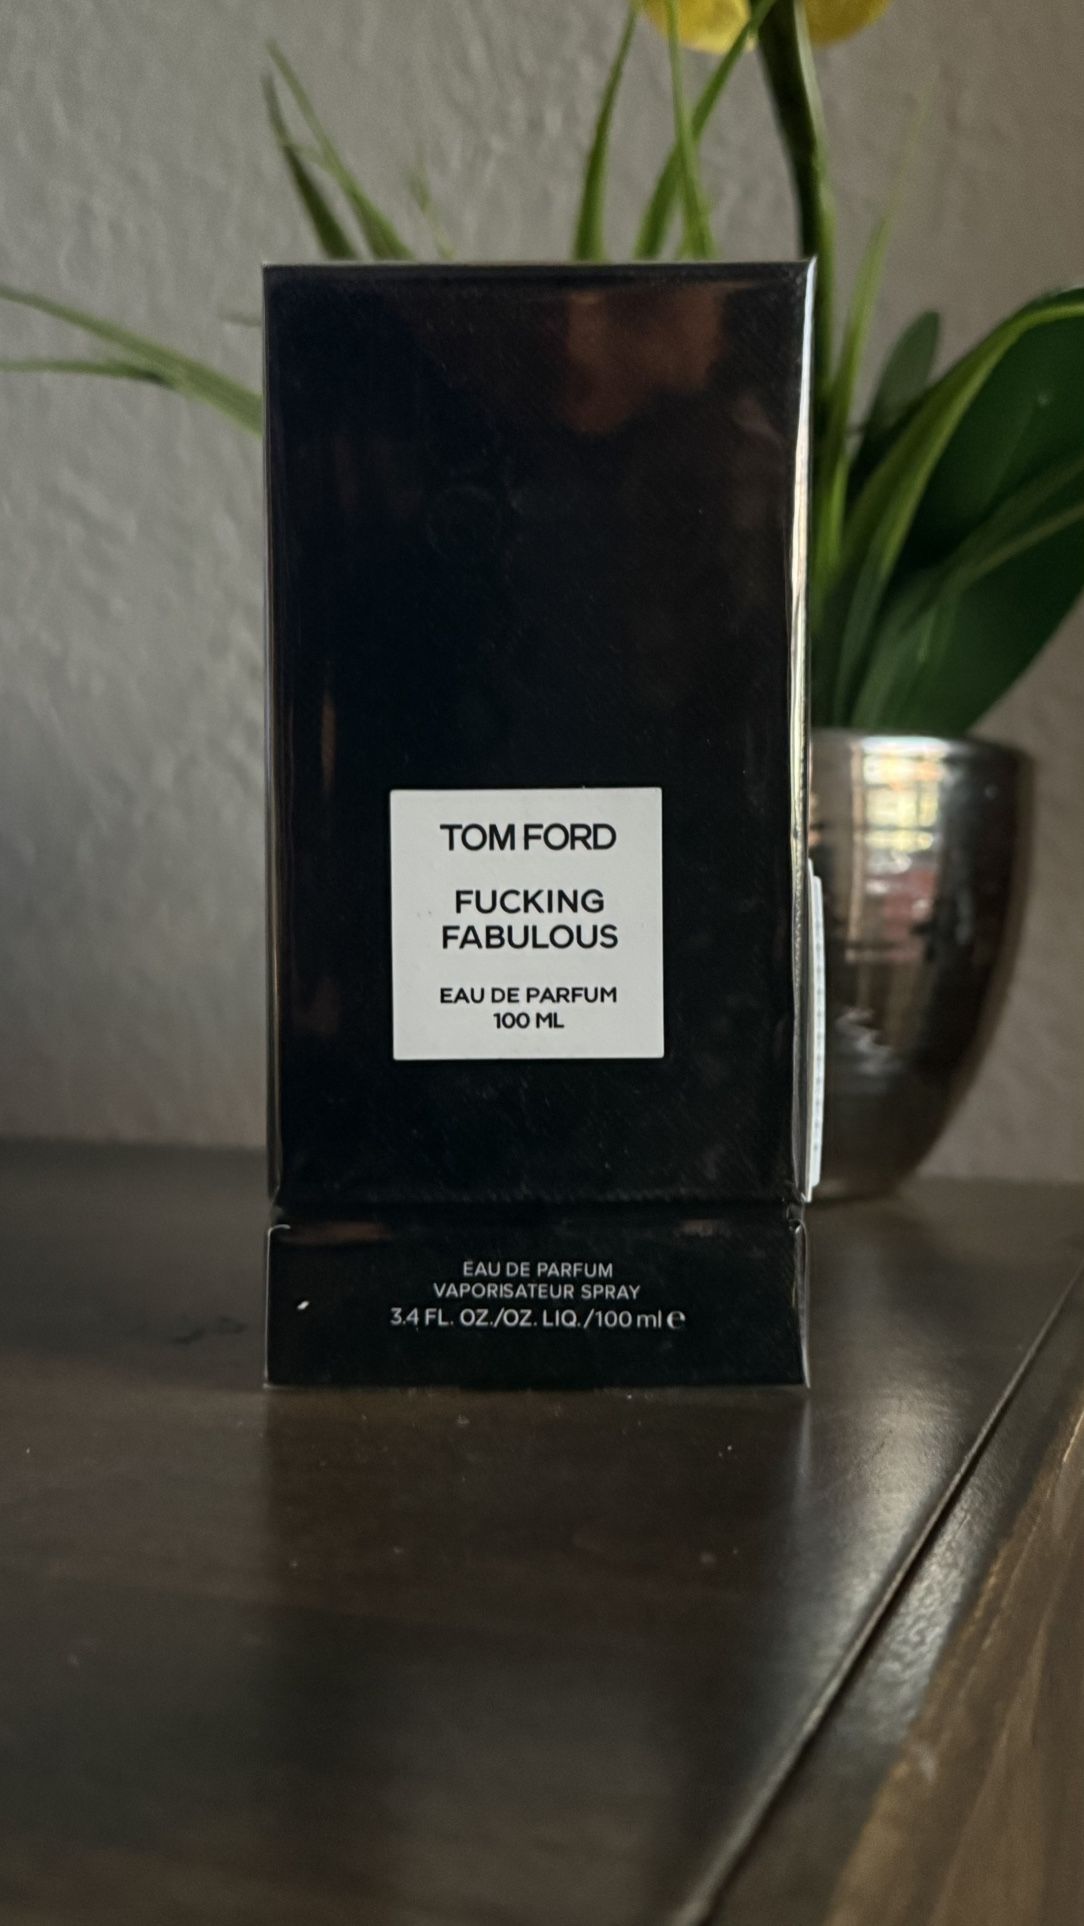 TOM FORD
FUCKING
FABULOUS
EAU DE PARFUM
100 ML
EAU DE PARFUM
VAPORISATEUR SPRAY
3.4 FL. OZ./OZ. LIQ./100 ml ℮